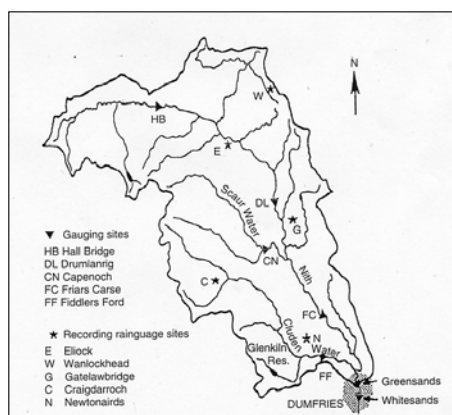 N
W
HB
E
Scaur Water
DL
G
CN
Nith
C
FC
Cluden
N
Water
Glenkiln
Res.
FF
Greensands
Whitesands
DUMFRIES
Gauging sites
HB Hall Bridge
DL Drumlanrig
CN Capenoch
FC Friars Carse
FF Fiddlers Ford
Recording rainguage sites
E Eliock
W Wanlockhead
G Gatelawbridge
C Craigdarroch
N Newtonairds